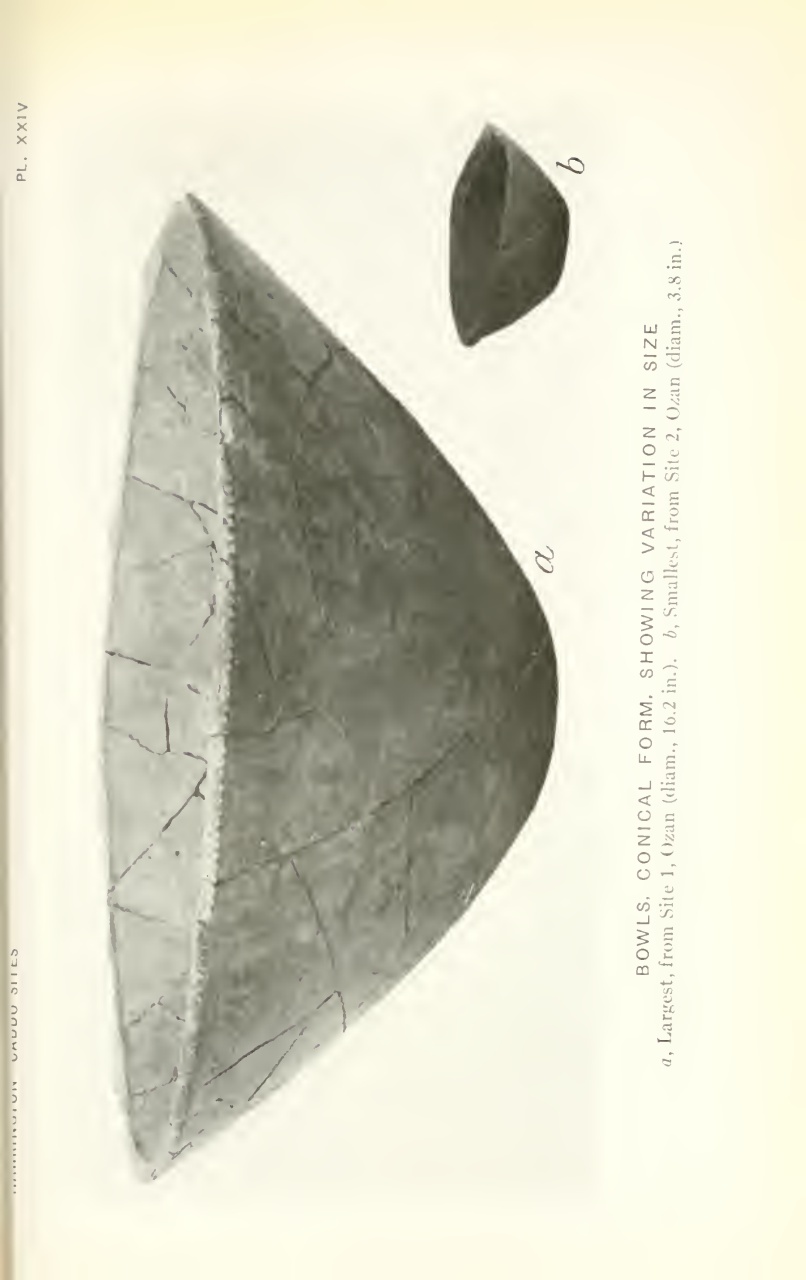 CADDO SITES
PL. XXIV
a
b
BOWLS, CONICAL FORM, SHOWING VARIATION IN SIZE
a, Largest, from Site 1, Ozan (diam., 16.2 in.). b, Smallest, from Site 2, Ozan (diam., 3.8 in.)